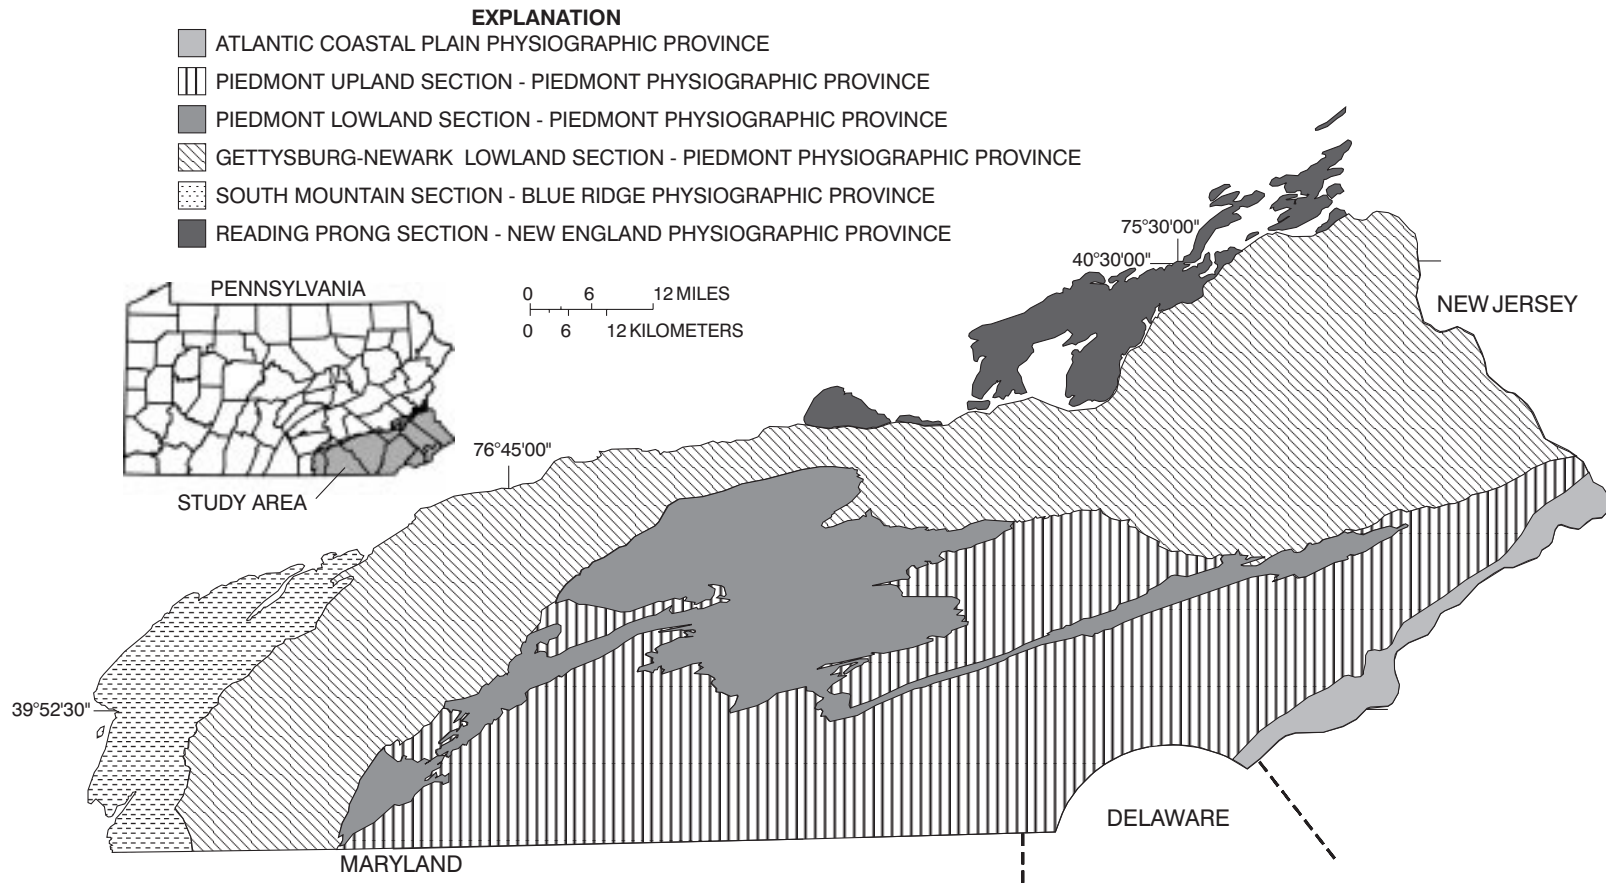 EXPLANATION
ATLANTIC COASTAL PLAIN PHYSIOGRAPHIC PROVINCE
PIEDMONT UPLAND SECTION - PIEDMONT PHYSIOGRAPHIC PROVINCE
PIEDMONT LOWLAND SECTION - PIEDMONT PHYSIOGRAPHIC PROVINCE
GETTYSBURG-NEWARK LOWLAND SECTION - PIEDMONT PHYSIOGRAPHIC PROVINCE
SOUTH MOUNTAIN SECTION - BLUE RIDGE PHYSIOGRAPHIC PROVINCE
READING PRONG SECTION - NEW ENGLAND PHYSIOGRAPHIC PROVINCE
75°30'00"
40°30'00"
PENNSYLVANIA
0 6 12 MILES
0 6 12 KILOMETERS
NEW JERSEY
76°45'00"
STUDY AREA
39°52'30"
DELAWARE
MARYLAND